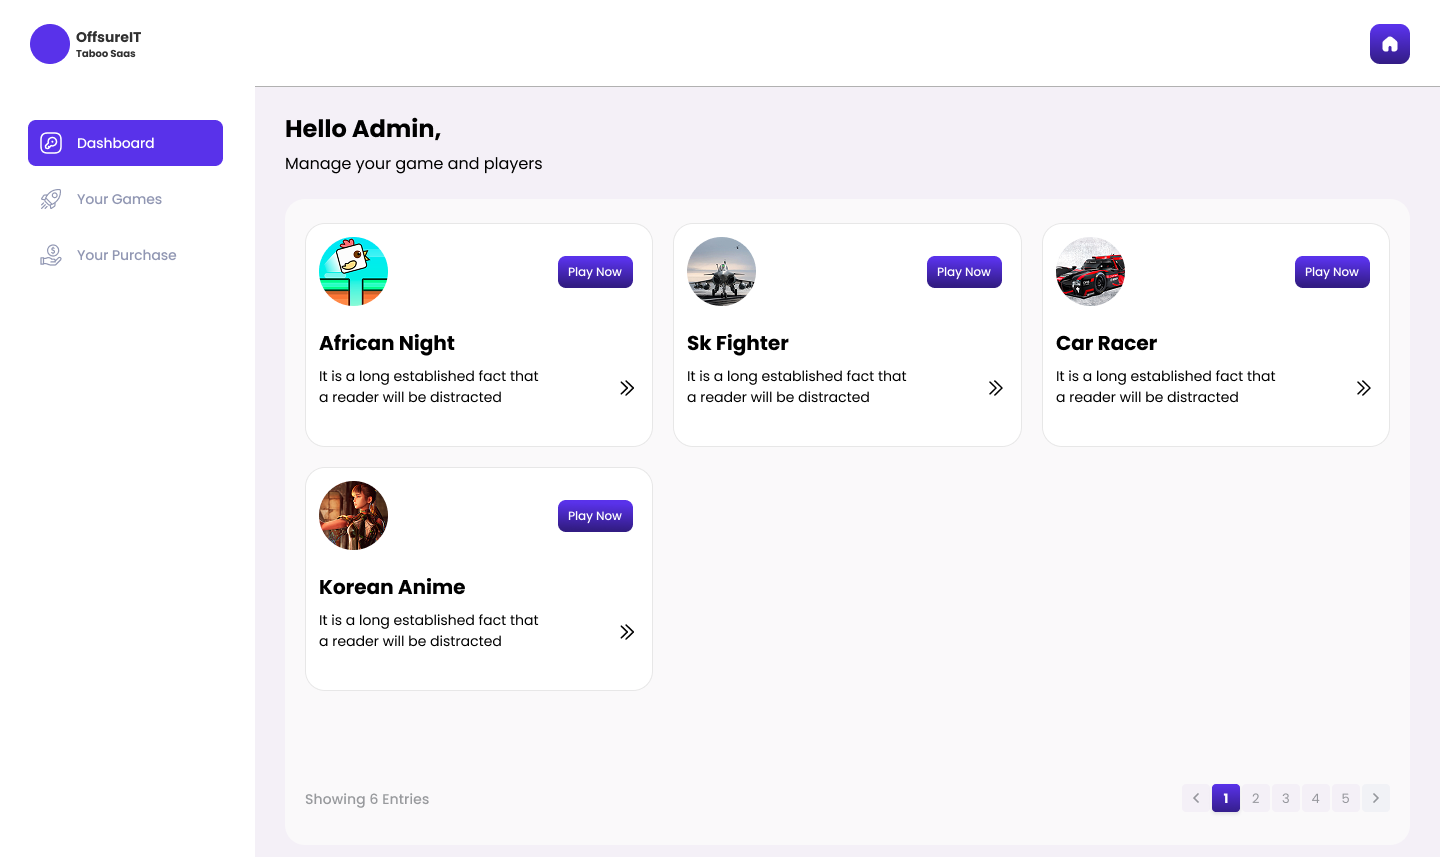 OffsureIT
Taboo Saas
Dashboard
Your Games
Your Purchase
Hello Admin,
Manage your game and players
Play Now
African Night
It is a long established fact that
a reader will be distracted
Play Now
Sk Fighter
It is a long established fact that
a reader will be distracted
Play Now
Car Racer
It is a long established fact that
a reader will be distracted
Play Now
Korean Anime
It is a long established fact that
a reader will be distracted
Showing 6 Entries
1 2 3 4 5